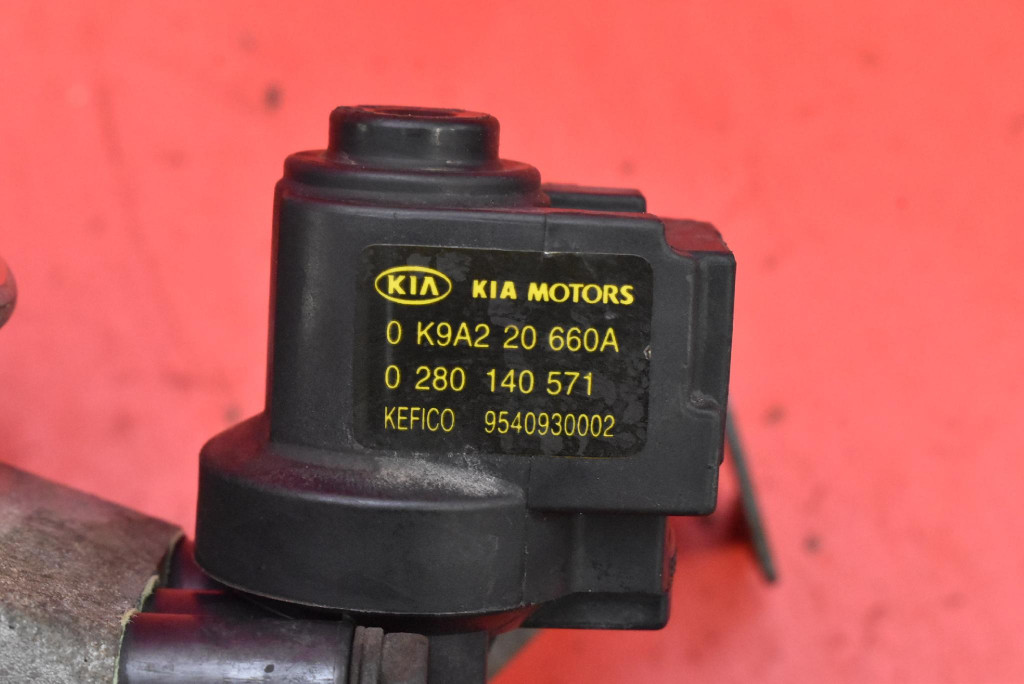 KIA KIA MOTORS
0 K9A2 20 660A
0 280 140 571
KEFICO 9540930002